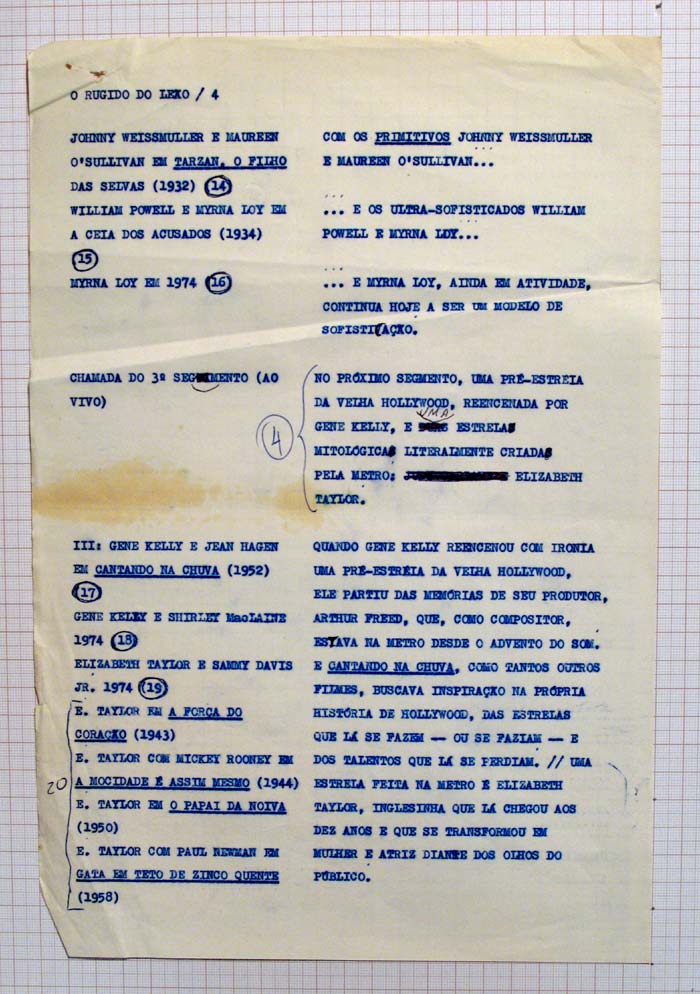 O RUGIDO DO LEXO / 4
JOHNNY WEISSMULLER E MAUREEN
O'SULLIVAN EM TARZAN, O FILHO
DAS SELVAS (1932) 14
WILLIAM POWELL E MYRNA LOY EM
A CEIA DOS ACUSADOS (1934)
15
MYRNA LOY EM 1974 16
COM OS PRIMITIVOS JOHNNY WEISSMULLER
E MAUREEN O'SULLIVAN...
... E OS ULTRA-SOFISTICADOS WILLIAM
POWELL E MYRNA LOY...
... E MYRNA LOY, AINDA EM ATIVIDADE,
CONTINUA HOJE A SER UM MODELO DE
SOFISTI(AÇXO.
CHAMADA DO 3º SEGMENTO (AO
VIVO)
4
NO PRÓXIMO SEGMENTO, UMA PRÉ-ESTREIA
DA VELHA HOLLYWOOD, REENCENADA POR
GENE KELLY, E UMA ESTRELA
MITOLÓGICA LITERALMENTE CRIADA
PELA METRO: ELIZABETH
TAYLOR.
III: GENE KELLY E JEAN HAGEN
EM CANTANDO NA CHUVA (1952)
17
GENE KELLY E SHIRLEY MacLAINE
1974 18
ELIZABETH TAYLOR E SAMMY DAVIS
JR. 1974 19
20
E. TAYLOR EM A FORÇA DO
CORAÇXO (1943)
E. TAYLOR COM MICKEY ROONEY EM
A MOCIDADE É ASSIM MESMO (1944)
E. TAYLOR EM O PAPAI DA NOIVA
(1950)
E. TAYLOR COM PAUL NEWMAN EM
GATA EM TETO DE ZINCO QUENTE
(1958)
QUANDO GENE KELLY REENCENOU COM IRONIA
UMA PRÉ-ESTRÉIA DA VELHA HOLLYWOOD,
ELE PARTIU DAS MEMÓRIAS DE SEU PRODUTOR,
ARTHUR FREED, QUE, COMO COMPOSITOR,
ESTAVA NA METRO DESDE O ADVENTO DO SOM.
E CANTANDO NA CHUVA, COMO TANTOS OUTROS
FILMES, BUSCAVA INSPIRAÇXO NA PRÓPRIA
HISTÓRIA DE HOLLYWOOD, DAS ESTRELAS
QUE LÁ SE FAZEM — OU SE FAZIAM — E
DOS TALENTOS QUE LÁ SE PERDIAM. // UMA
ESTRELA FEITA NA METRO É ELIZABETH
TAYLOR, INGLESINHA QUE LÁ CHEGOU AOS
DEZ ANOS E QUE SE TRANSFORMOU EM
MULHER E ATRIZ DIANTE DOS OLHOS DO
PÚBLICO.